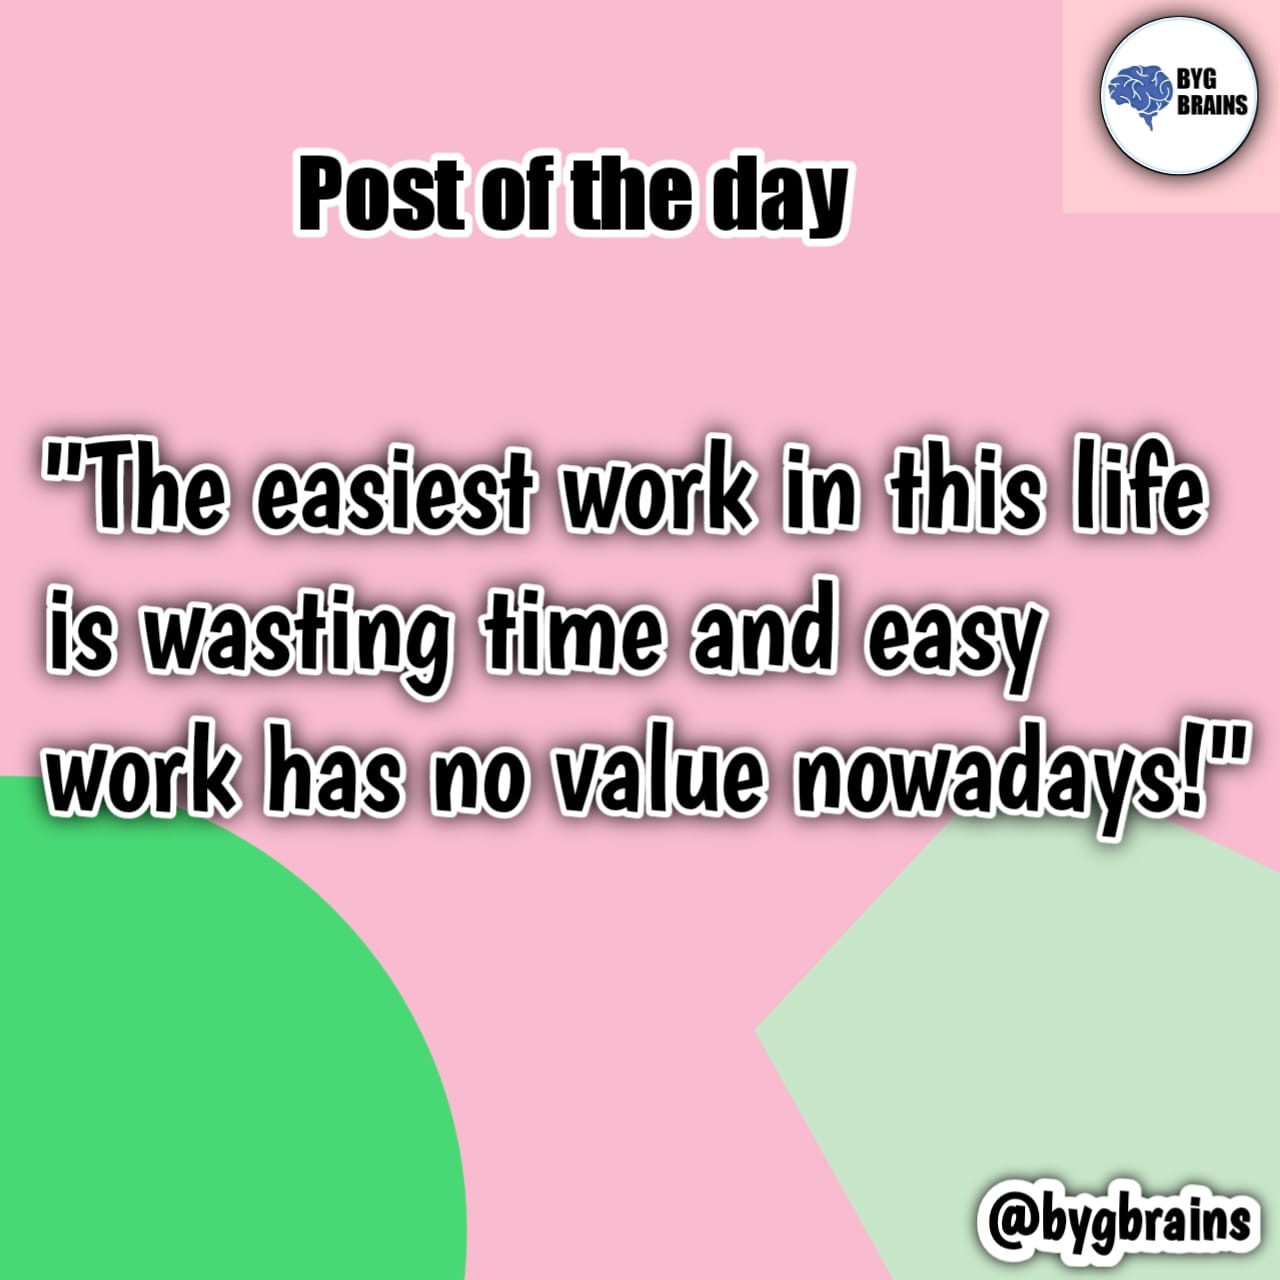 BYG
BRAINS
Post of the day
"The easiest work in this life
is wasting time and easy
work has no value nowadays!"
@bygbrains